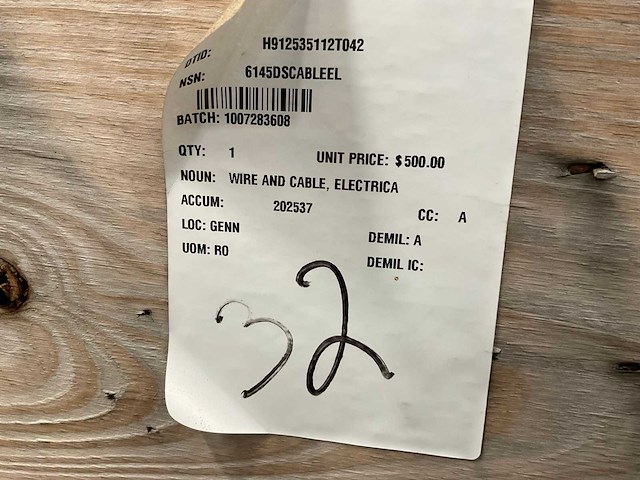 DTID: H912535112T042
NSN: 6145DSCABLEEL
BATCH: 1007283608
QTY: 1 UNIT PRICE: $500.00
NOUN: WIRE AND CABLE, ELECTRICA
ACCUM: 202537 CC: A
LOC: GENN DEMIL: A
UOM: RO DEMIL IC:
32